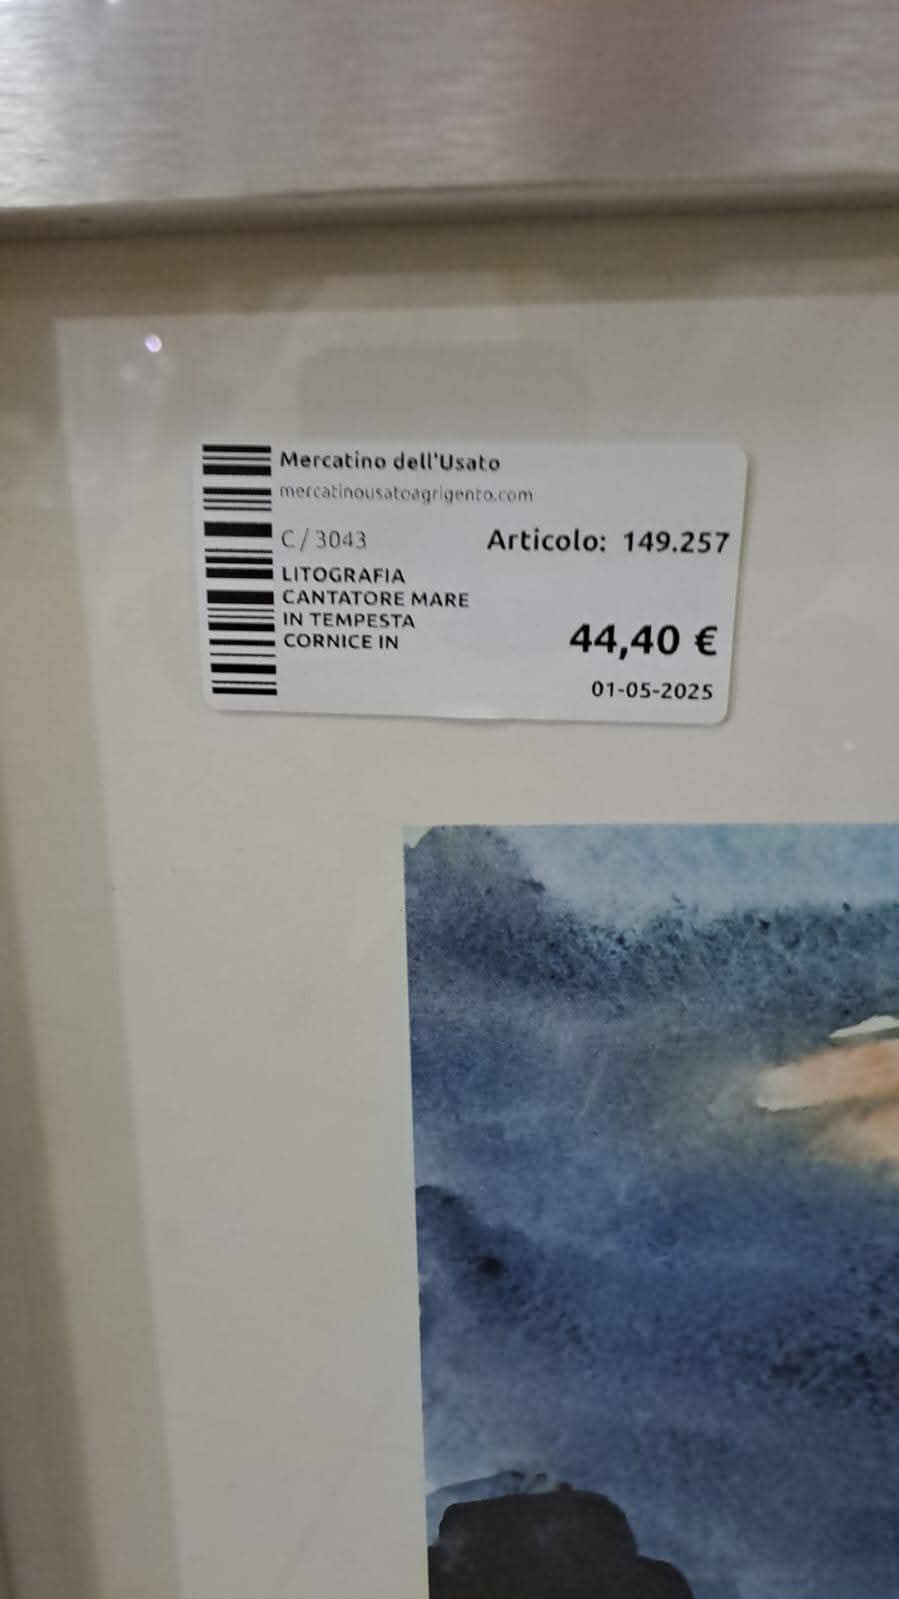 Mercatino dell'Usato
mercatinousatoagrigento.com
C/3043 Articolo: 149.257
LITOGRAFIA
CANTATORE MARE
IN TEMPESTA
CORNICE IN
44,40 €
01-05-2025